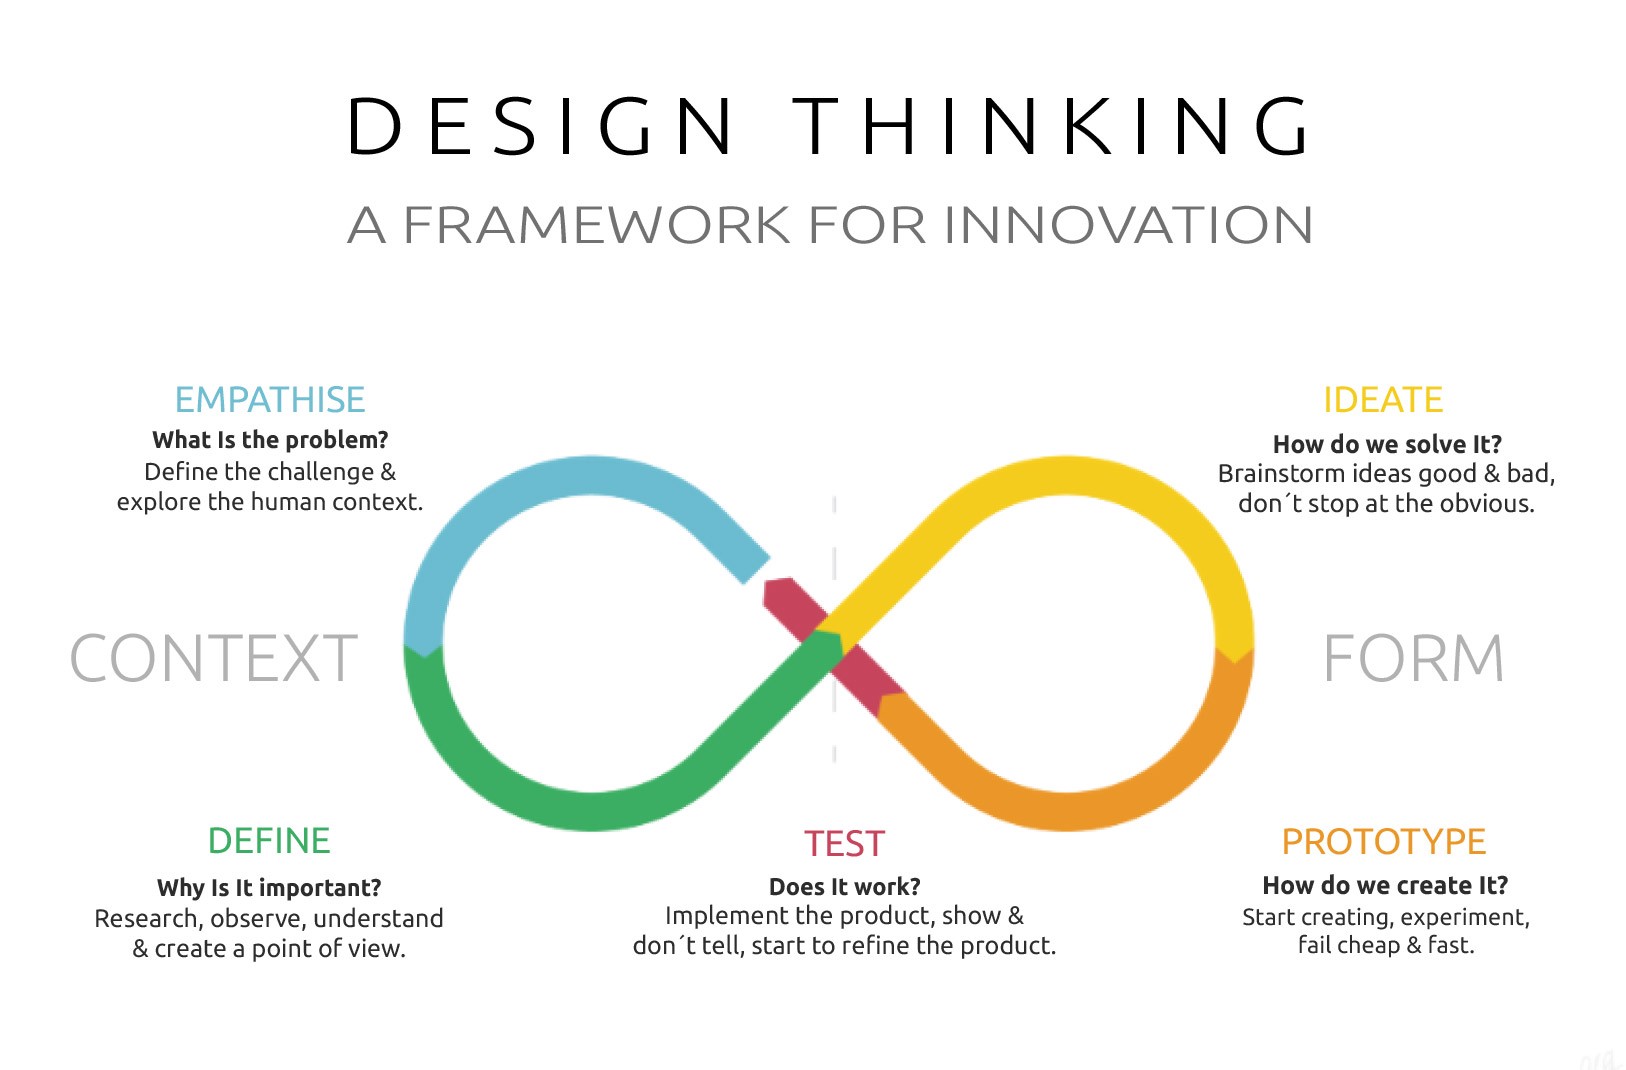 DESIGN THINKING
A FRAMEWORK FOR INNOVATION
EMPATHISE
What Is the problem?
Define the challenge &
explore the human context.
IDEATE
How do we solve It?
Brainstorm ideas good & bad,
don´t stop at the obvious.
CONTEXT
FORM
DEFINE
Why Is It important?
Research, observe, understand
& create a point of view.
TEST
Does It work?
Implement the product, show &
don´t tell, start to refine the product.
PROTOTYPE
How do we create It?
Start creating, experiment,
fail cheap & fast.